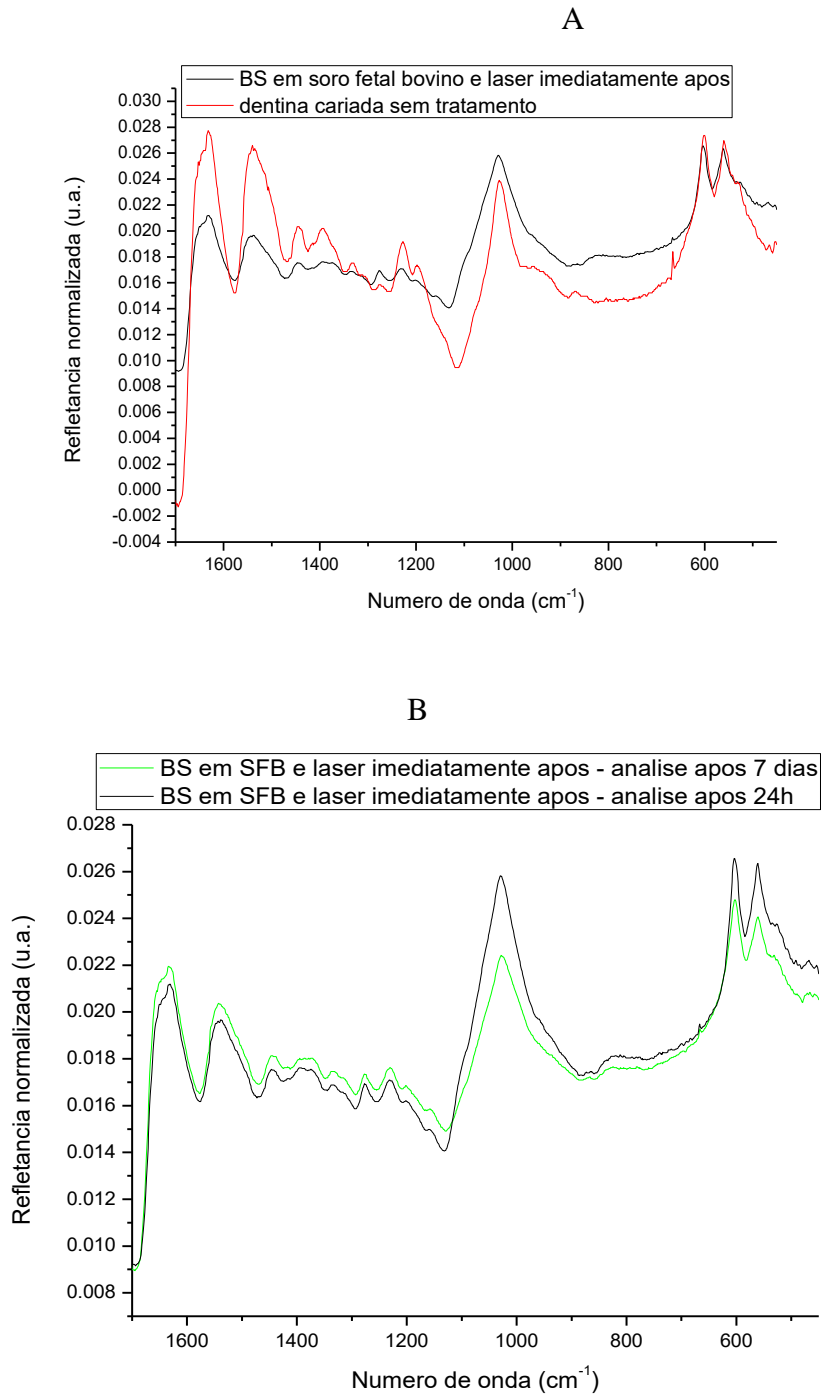 A
BS em soro fetal bovino e laser imediatamente apos
dentina cariada sem tratamento
0.030
0.028
0.026
0.024
0.022
0.020
0.018
0.016
0.014
0.012
0.010
0.008
0.006
0.004
0.002
0.000
-0.002
-0.004
Refletancia normalizada (u.a.)
1600 1400 1200 1000 800 600
Numero de onda (cm⁻¹)
B
BS em SFB e laser imediatamente apos - analise apos 7 dias
BS em SFB e laser imediatamente apos - analise apos 24h
0.028
0.026
0.024
0.022
0.020
0.018
0.016
0.014
0.012
0.010
0.008
Refletancia normalizada (u.a.)
1600 1400 1200 1000 800 600
Numero de onda (cm⁻¹)